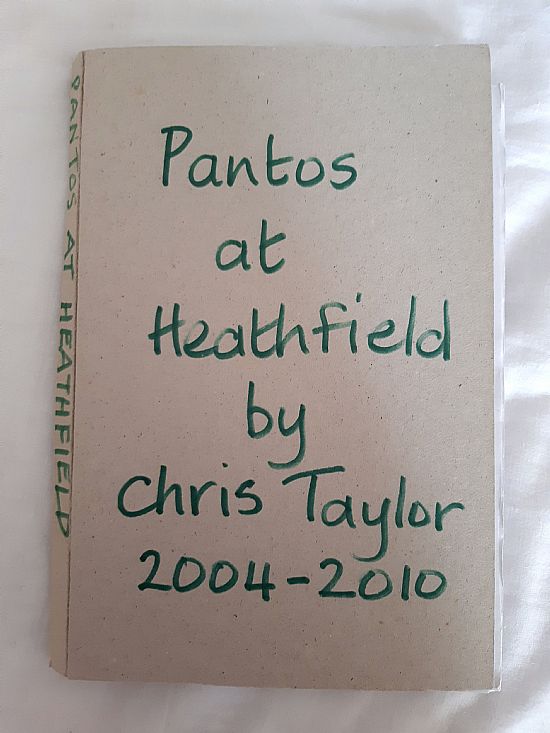 Pantos
at
Heathfield
by
Chris Taylor
2004-2010
PANTOS AT HEATHFIELD